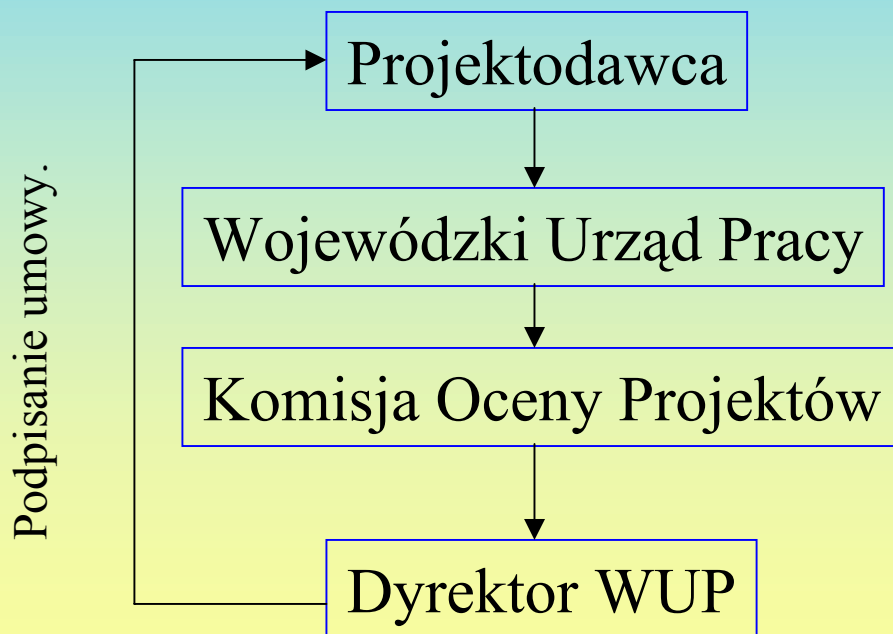 Projektodawca
Wojewódzki Urząd Pracy
Komisja Oceny Projektów
Dyrektor WUP
Podpisanie umowy.